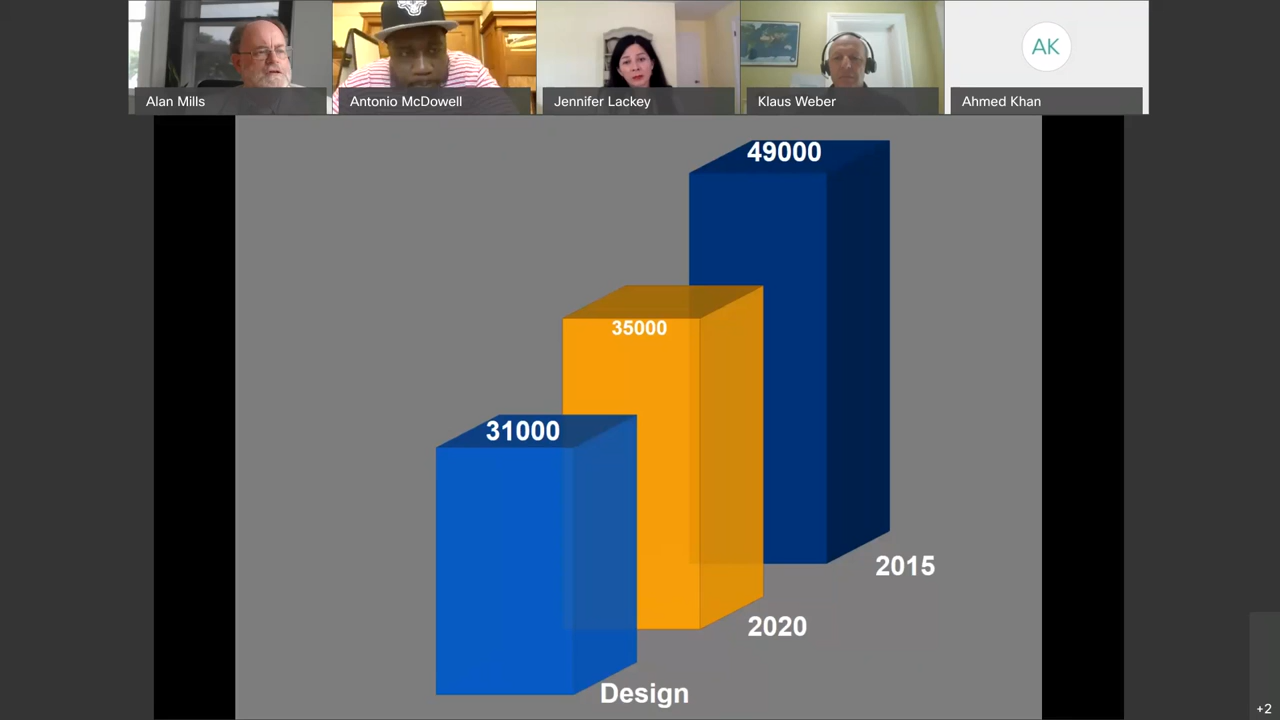 Alan Mills
Antonio McDowell
Jennifer Lackey
Klaus Weber
AK
Ahmed Khan
49000
35000
31000
2015
2020
Design
+2